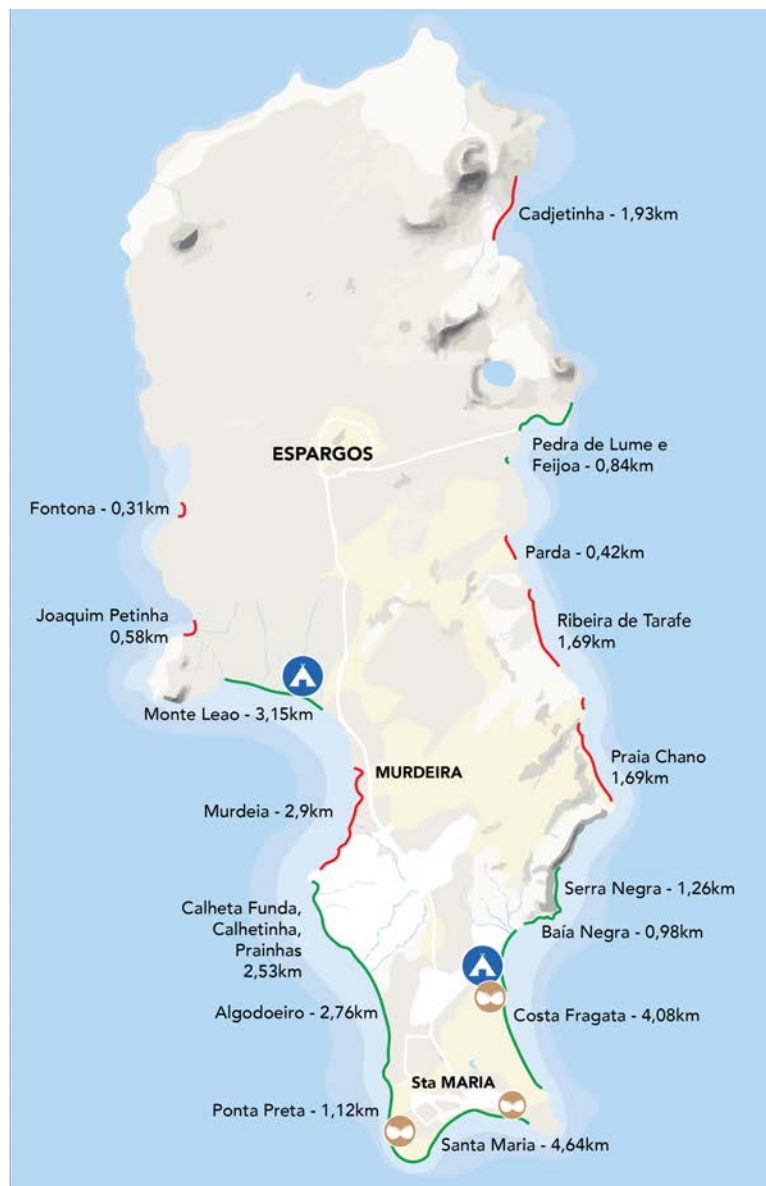 Cadjetinha - 1,93km
ESPARGOS
Pedra de Lume e
Feijoa - 0,84km
Fontona - 0,31km
Parda - 0,42km
Joaquim Petinha
0,58km
Ribeira de Tarafe
1,69km
Monte Leao - 3,15km
MURDEIRA
Praia Chano
1,69km
Murdeia - 2,9km
Serra Negra - 1,26km
Calheta Funda,
Calhetinha,
Prainhas
2,53km
Baía Negra - 0,98km
Algodoeiro - 2,76km
Costa Fragata - 4,08km
Sta MARIA
Ponta Preta - 1,12km
Santa Maria - 4,64km